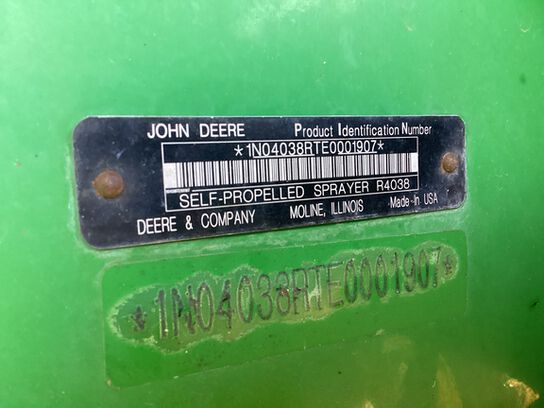 JOHN DEERE Product Identification Number
*1N04038RTE0001907*
SELF-PROPELLED SPRAYER R4038
DEERE & COMPANY MOLINE, ILLINOIS Made in USA
*1N04038RTE0001907*